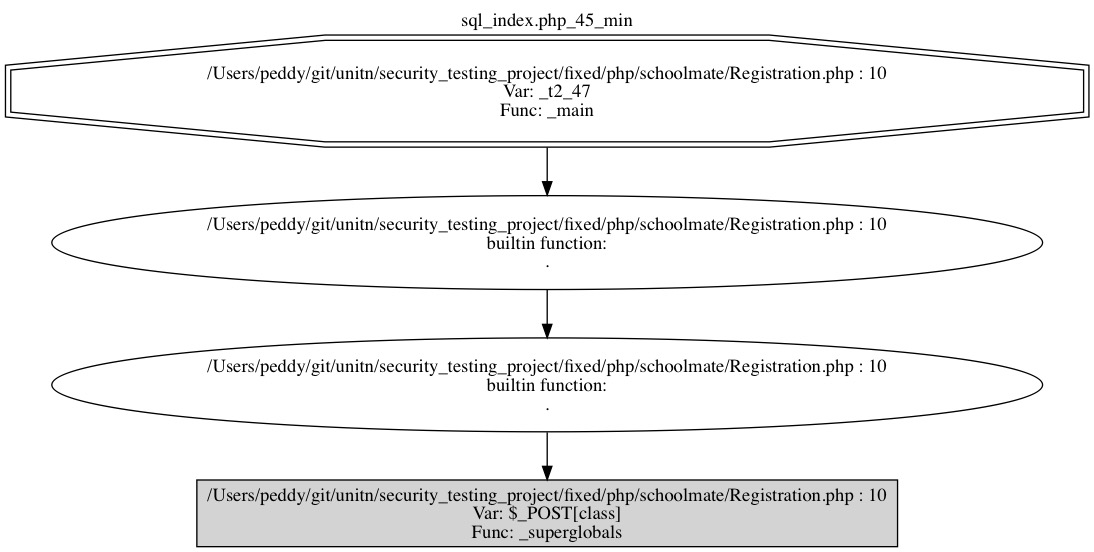 sql_index.php_45_min
/Users/peddy/git/unitn/security_testing_project/fixed/php/schoolmate/Registration.php : 10
Var: _t2_47
Func: _main
/Users/peddy/git/unitn/security_testing_project/fixed/php/schoolmate/Registration.php : 10
builtin function:
.
/Users/peddy/git/unitn/security_testing_project/fixed/php/schoolmate/Registration.php : 10
builtin function:
.
/Users/peddy/git/unitn/security_testing_project/fixed/php/schoolmate/Registration.php : 10
Var: $_POST[class]
Func: _superglobals